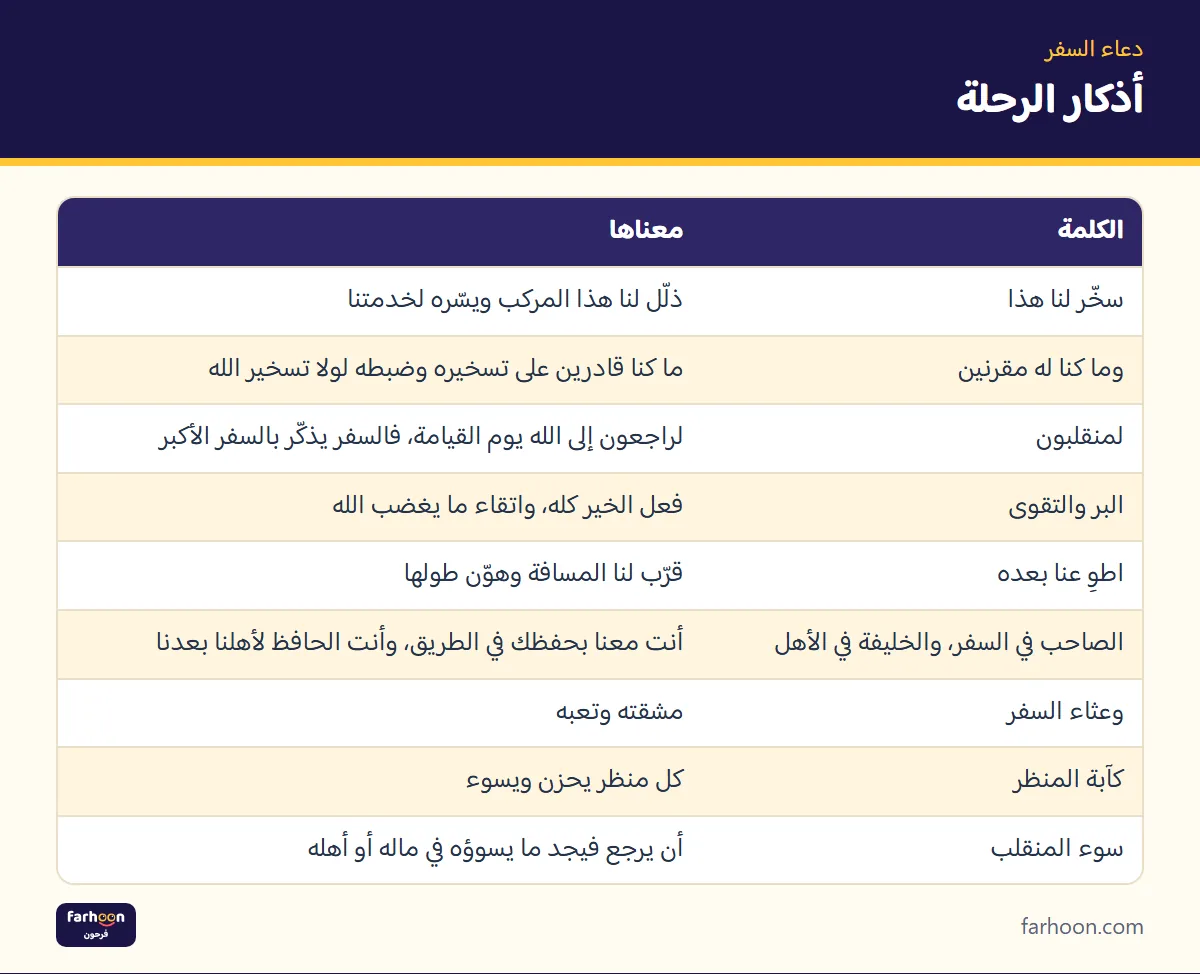 دعاء السفر
أذكار الرحلة
الكلمة معناها
سخّر لنا هذا ذلّل لنا هذا المركب ويسّره لخدمتنا
وما كنا له مقرنين ما كنا قادرين على تسخيره وضبطه لولا تسخير الله
لمنقلبون لراجعون إلى الله يوم القيامة، فالسفر يذكّر بالسفر الأكبر
البر والتقوى فعل الخير كله، واتقاء ما يغضب الله
اطوِ عنا بعده قرّب لنا المسافة وهوّن طولها
الصاحب في السفر، والخليفة في الأهل أنت معنا بحفظك في الطريق، وأنت الحافظ لأهلنا بعدنا
وعثاء السفر مشقته وتعبه
كآبة المنظر كل منظر يحزن ويسوء
سوء المنقلب أن يرجع فيجد ما يسوؤه في ماله أو أهله
farhoon.com
farhoon
فرحون